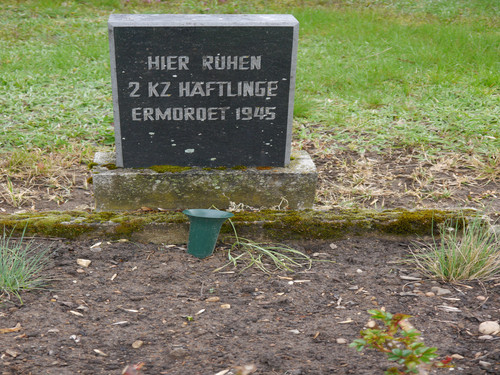 HIER RUHEN
2 KZ HÄFTLINGE
ERMORDET 1945